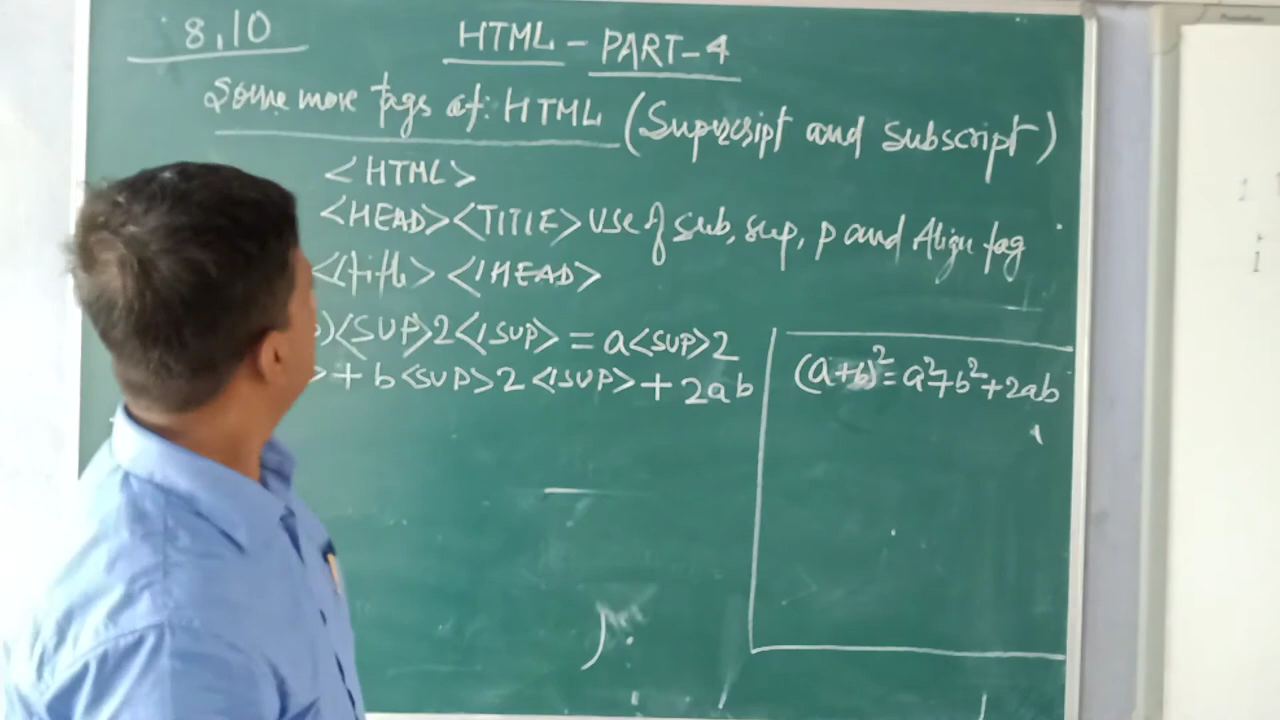 8,10
HTML - PART-4
Some more tags of: HTML (Superscript and Subscript)
<HTML>
<HEAD><TITLE> Use of sub, sup, p and Align tag
</title> </HEAD>
)<SUP>2</SUP> = a<SUP>2
> + b<SUP>2</SUP> + 2ab
(a+b)²=a²+b²+2ab